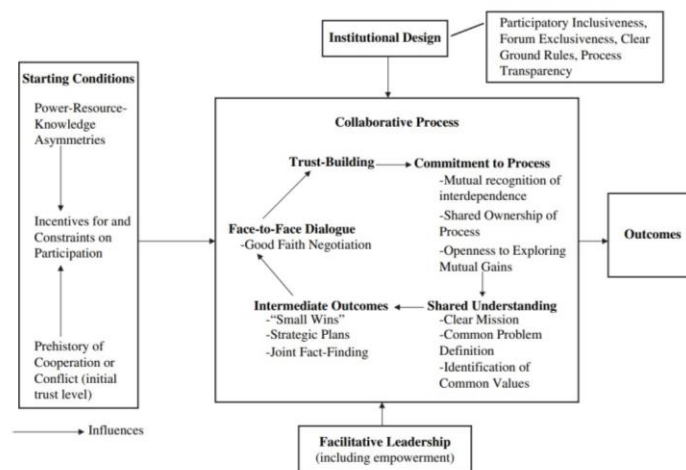 Institutional Design
Participatory Inclusiveness,
Forum Exclusiveness, Clear
Ground Rules, Process
Transparency
Starting Conditions
Power-Resource-
Knowledge
Asymmetries
Incentives for and
Constraints on
Participation
Prehistory of
Cooperation or
Conflict (initial
trust level)
Collaborative Process
Trust-Building
Commitment to Process
-Mutual recognition of
interdependence
-Shared Ownership of
Process
-Openness to Exploring
Mutual Gains
Face-to-Face Dialogue
-Good Faith Negotiation
Intermediate Outcomes
-“Small Wins”
-Strategic Plans
-Joint Fact-Finding
Shared Understanding
-Clear Mission
-Common Problem
Definition
-Identification of
Common Values
Outcomes
Influences
Facilitative Leadership
(including empowerment)